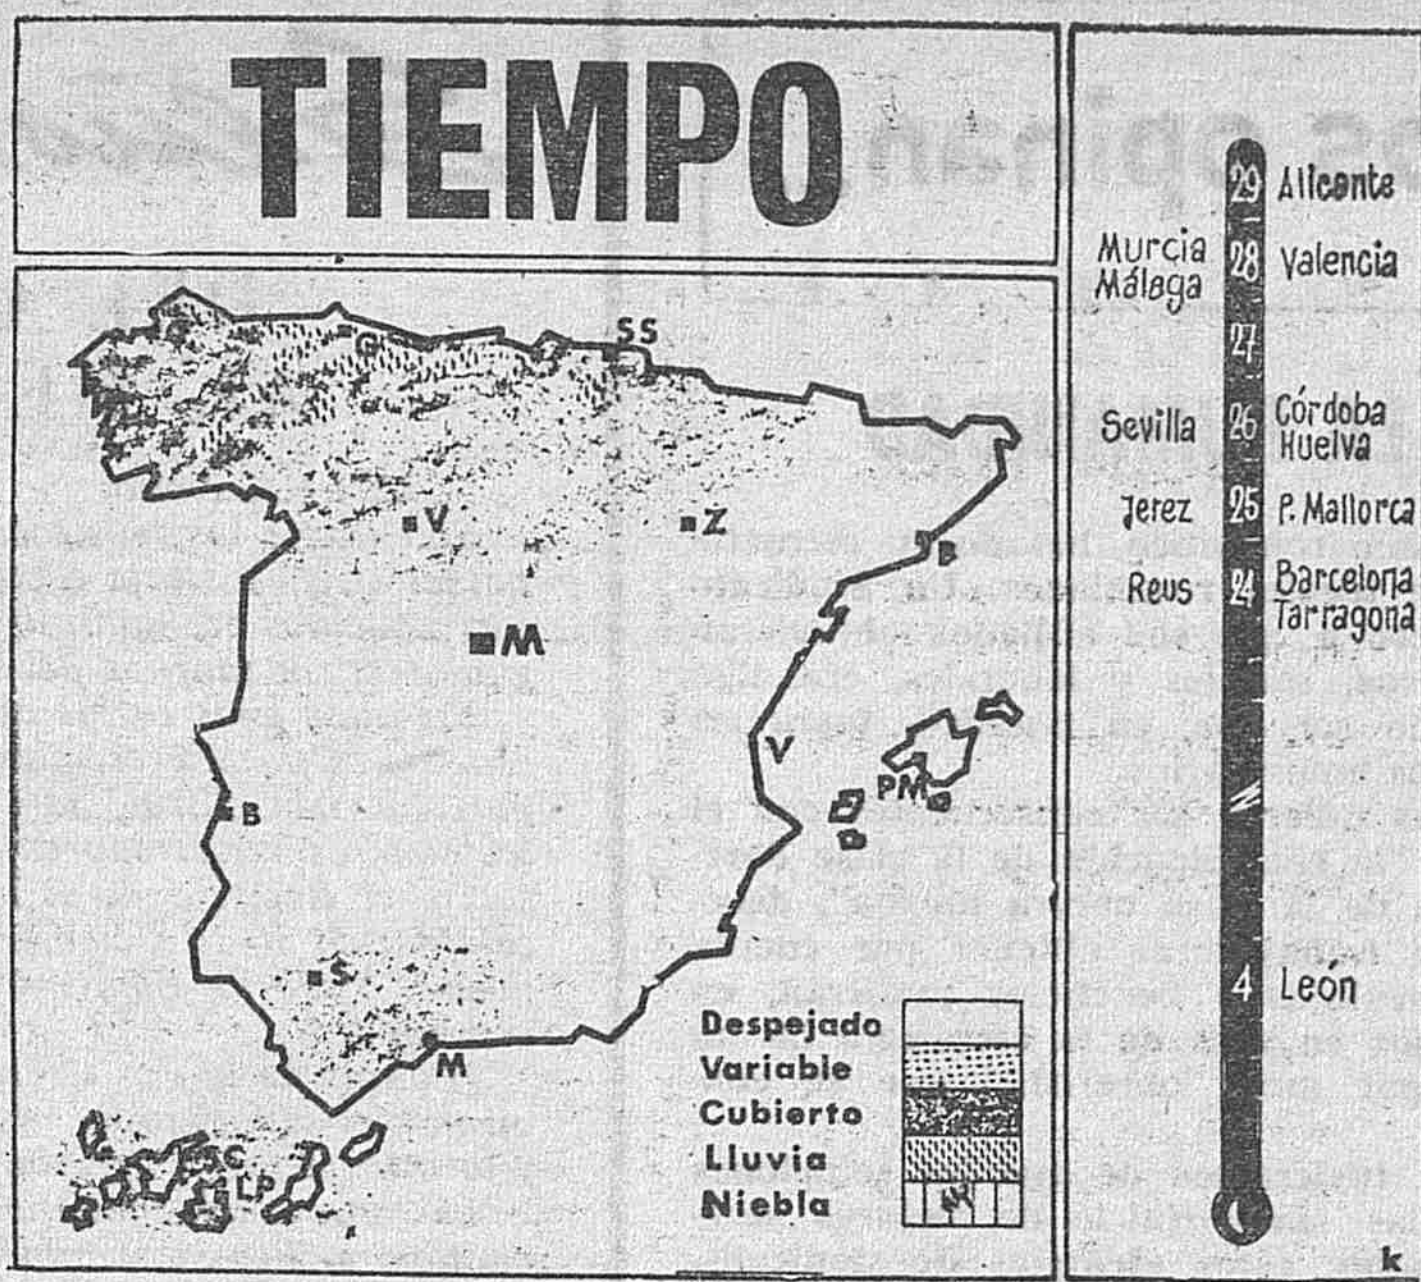 TIEMPO
G
SS
V
Z
B
M
V
PM
B
S
M
LP
Despejado
Variable
Cubierto
Lluvia
Niebla
29 Alicante
Murcia 28 Valencia
Málaga
27
Sevilla 26 Córdoba
Huelva
Jerez 25 P. Mallorca
Reus 24 Barcelona
Tarragona
4 León
k